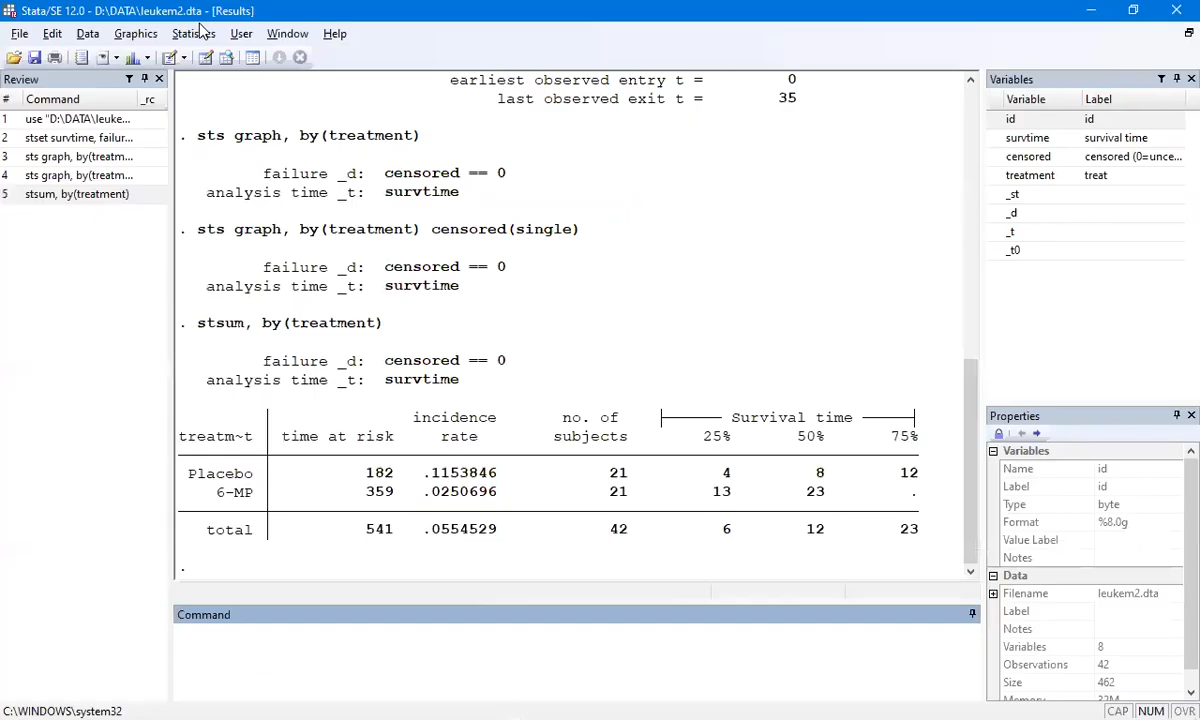 Stata/SE 12.0 - D:\DATA\leukem2.dta - [Results]
File Edit Data Graphics Statistics User Window Help
Review
# Command _rc
1 use "D:\DATA\leuke...
2 stset survtime, failur...
3 sts graph, by(treatm...
4 sts graph, by(treatm...
5 stsum, by(treatment)
earliest observed entry t = 0
last observed exit t = 35
. sts graph, by(treatment)
failure _d: censored == 0
analysis time _t: survtime
. sts graph, by(treatment) censored(single)
failure _d: censored == 0
analysis time _t: survtime
. stsum, by(treatment)
failure _d: censored == 0
analysis time _t: survtime
incidence no. of Survival time
treatm~t time at risk rate subjects 25% 50% 75%
Placebo 182 .1153846 21 4 8 12
6-MP 359 .0250696 21 13 23 .
total 541 .0554529 42 6 12 23
.
Command
C:\WINDOWS\system32
Variables
Variable Label
id id
survtime survival time
censored censored (0=unce...
treatment treat
_st
_d
_t
_t0
Properties
Variables
Name id
Label id
Type byte
Format %8.0g
Value Label
Notes
Data
Filename leukem2.dta
Label
Notes
Variables 8
Observations 42
Size 462
Memory 32M
CAP NUM OVR